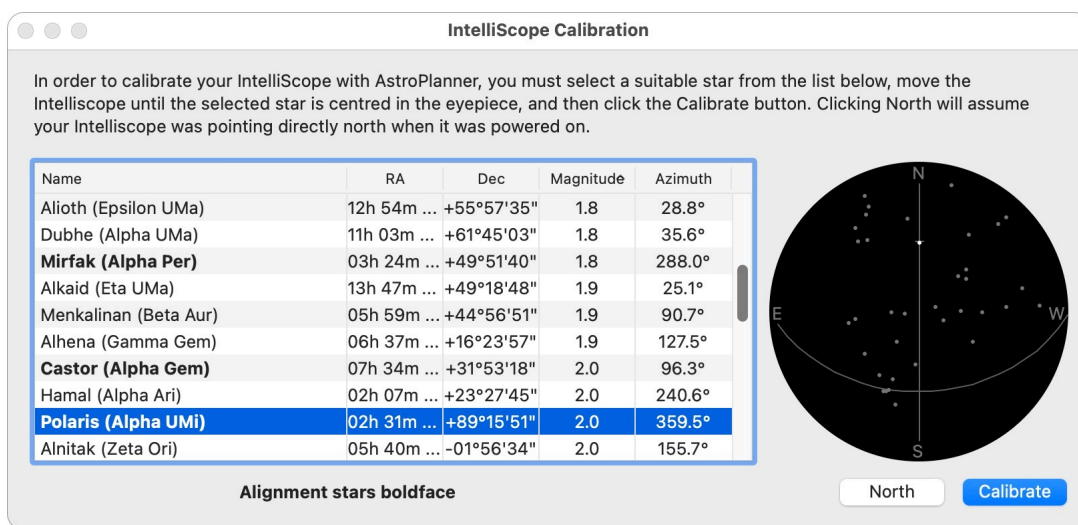 IntelliScope Calibration
In order to calibrate your IntelliScope with AstroPlanner, you must select a suitable star from the list below, move the
Intelliscope until the selected star is centred in the eyepiece, and then click the Calibrate button. Clicking North will assume
your Intelliscope was pointing directly north when it was powered on.
Name RA Dec Magnitude Azimuth
Alioth (Epsilon UMa) 12h 54m ... +55°57'35" 1.8 28.8°
Dubhe (Alpha UMa) 11h 03m ... +61°45'03" 1.8 35.6°
Mirfak (Alpha Per) 03h 24m ... +49°51'40" 1.8 288.0°
Alkaid (Eta UMa) 13h 47m ... +49°18'48" 1.9 25.1°
Menkalinan (Beta Aur) 05h 59m ... +44°56'51" 1.9 90.7°
Alhena (Gamma Gem) 06h 37m ... +16°23'57" 1.9 127.5°
Castor (Alpha Gem) 07h 34m ... +31°53'18" 2.0 96.3°
Hamal (Alpha Ari) 02h 07m ... +23°27'45" 2.0 240.6°
Polaris (Alpha UMi) 02h 31m ... +89°15'51" 2.0 359.5°
Alnitak (Zeta Ori) 05h 40m ... -01°56'34" 2.0 155.7°
N
E W
S
Alignment stars boldface
North Calibrate